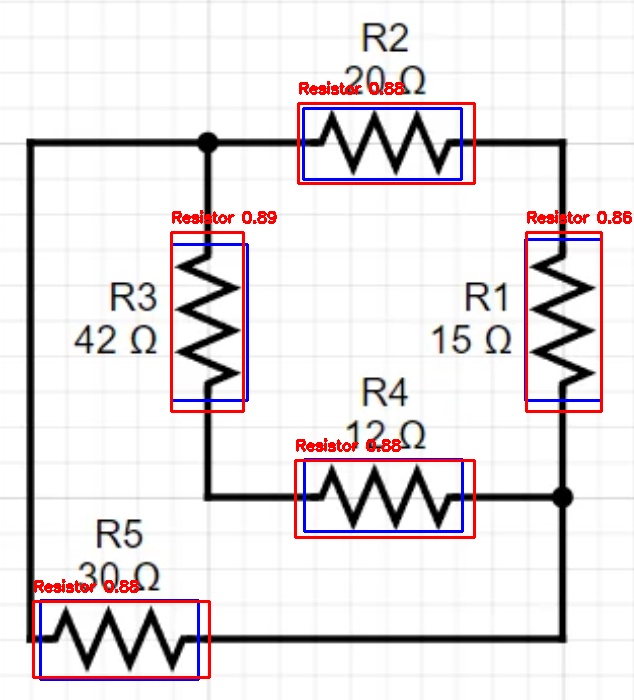 R2
20 Ω
Resistor 0.88
Resistor 0.89
Resistor 0.86
R3
42 Ω
R1
15 Ω
R4
12 Ω
Resistor 0.88
R5
30 Ω
Resistor 0.88